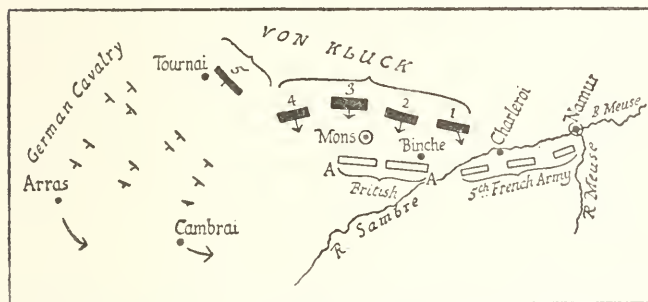 VON KLUCK
German Cavalry
Tournai
5
4
3
2
1
Mons
Binche
Charleroi
Namur
R Meuse
Arras
A
British
A
5th French Army
R Meuse
R. Sambre
Cambrai